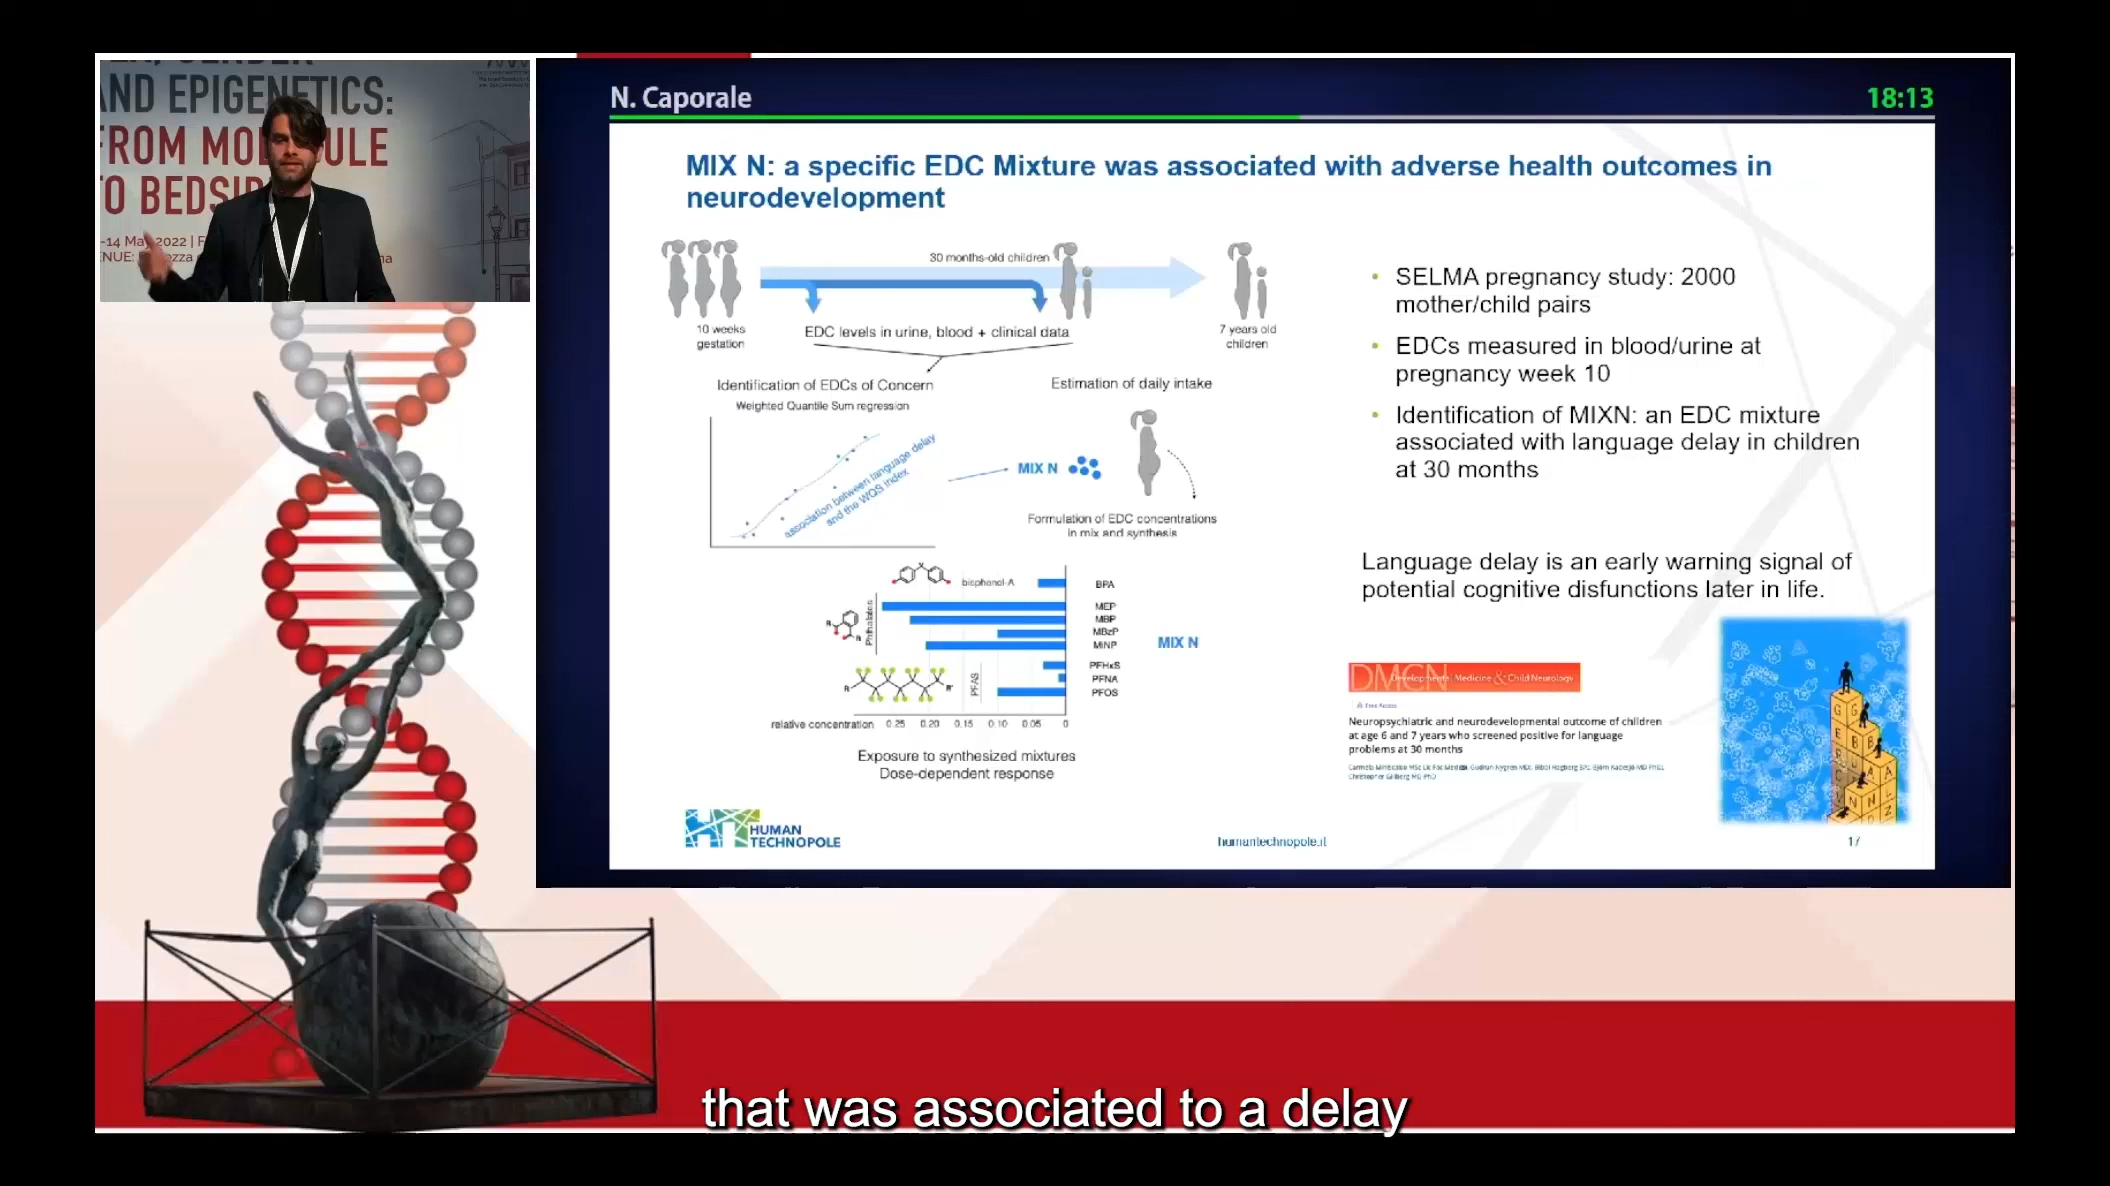 AND EPIGENETICS:
FROM MOLECULE
TO BEDSI
-14 May 2022 | F
N. Caporale
18:13
MIX N: a specific EDC Mixture was associated with adverse health outcomes in
neurodevelopment
30 months-old children
10 weeks
gestation
EDC levels in urine, blood + clinical data
7 years old
children
Identification of EDCs of Concern
Weighted Quantile Sum regression
Estimation of daily intake
association between language delay
and the WQS index
MIX N
Formulation of EDC concentrations
in mix and synthesis
bisphenol-A
BPA
Phthalates
MEP
MBP
MBzP
MiNP
MIX N
PFAS
PFHxS
PFNA
PFOS
R
R'
relative concentration 0.25 0.20 0.15 0.10 0.05 0
Exposure to synthesized mixtures
Dose-dependent response
• SELMA pregnancy study: 2000
mother/child pairs
• EDCs measured in blood/urine at
pregnancy week 10
• Identification of MIXN: an EDC mixture
associated with language delay in children
at 30 months
Language delay is an early warning signal of
potential cognitive disfunctions later in life.
DMCN
Developmental Medicine & Child Neurology
Free Access
Neuropsychiatric and neurodevelopmental outcome of children
at age 6 and 7 years who screened positive for language
problems at 30 months
HUMAN
TECHNOPOLE
humantechnopole.it
17
that was associated to a delay